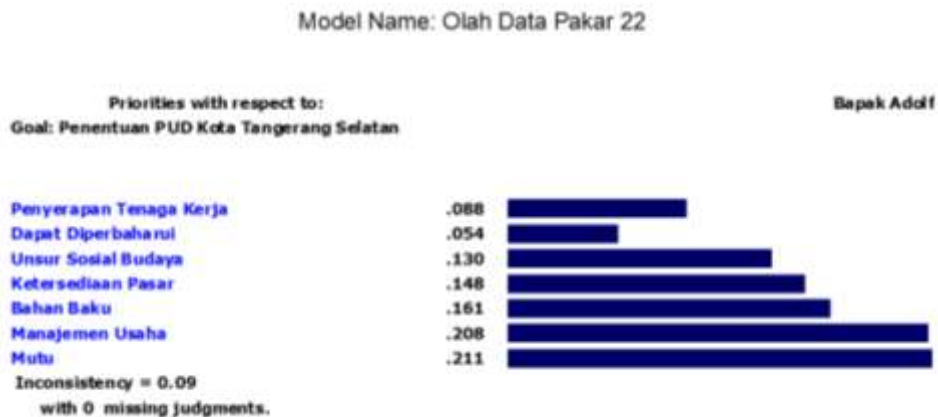 Model Name: Olah Data Pakar 22
Priorities with respect to: Bapak Adolf
Goal: Penentuan PUD Kota Tangerang Selatan
Penyerapan Tenaga Kerja .088
Dapat Diperbaharui .054
Unsur Sosial Budaya .130
Ketersediaan Pasar .148
Bahan Baku .161
Manajemen Usaha .208
Mutu .211
Inconsistency = 0.09
with 0 missing judgments.